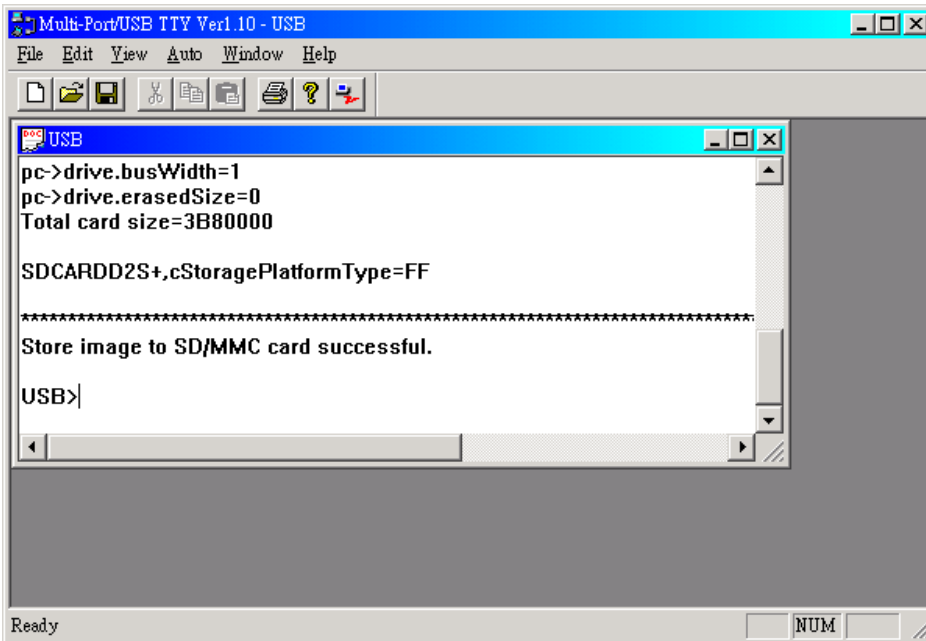 Multi-Port/USB TTY Ver1.10 - USB
File Edit View Auto Window Help
USB
pc->drive.busWidth=1
pc->drive.erasedSize=0
Total card size=3B80000
SDCARDD2S+,cStoragePlatformType=FF
******************************************************************************
Store image to SD/MMC card successful.
USB>
Ready
NUM